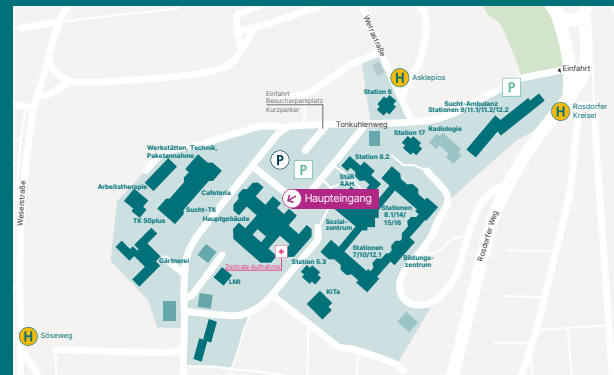 Werrastraße
H Asklepios
Einfahrt
P
Station 6
Einfahrt
Besucherparkplatz
Kurzparker
Sucht-Ambulanz
Stationen 9/11.1/11.2/12.2
H Rosdorfer
Kreisel
Tonkuhlenweg
Station 17
Radiologie
Werkstätten, Technik,
Paketannahme
P
P
Station 8.2
StäB
AAH
Arbeitstherapie
Cafeteria
Haupteingang
Weserstraße
Sucht-TK
TK 50plus
Hauptgebäude
Stationen
8.1/14/
15/16
Sozial-
zentrum
Rosdorfer Weg
Stationen
7/10/12.1
Gärtnerei
Zentrale Aufnahme
Station 5.3
Bildungs-
zentrum
LMI
KiTa
H Söseweg